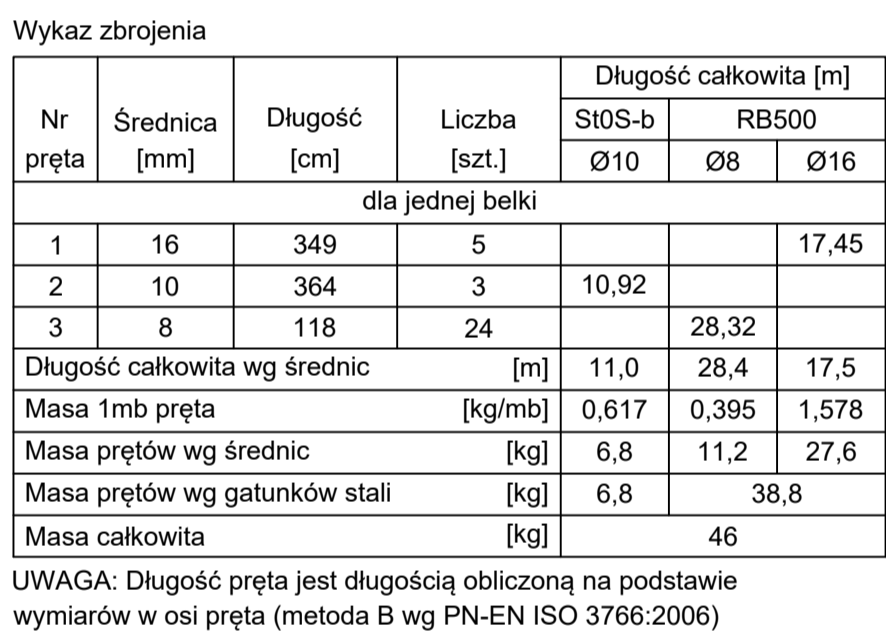 Wykaz zbrojenia
Długość całkowita [m]
Nr pręta Średnica [mm] Długość [cm] Liczba [szt.] St0S-b RB500
Ø10 Ø8 Ø16
dla jednej belki
1 16 349 5 17,45
2 10 364 3 10,92
3 8 118 24 28,32
Długość całkowita wg średnic [m] 11,0 28,4 17,5
Masa 1mb pręta [kg/mb] 0,617 0,395 1,578
Masa prętów wg średnic [kg] 6,8 11,2 27,6
Masa prętów wg gatunków stali [kg] 6,8 38,8
Masa całkowita [kg] 46
UWAGA: Długość pręta jest długością obliczoną na podstawie
wymiarów w osi pręta (metoda B wg PN-EN ISO 3766:2006)